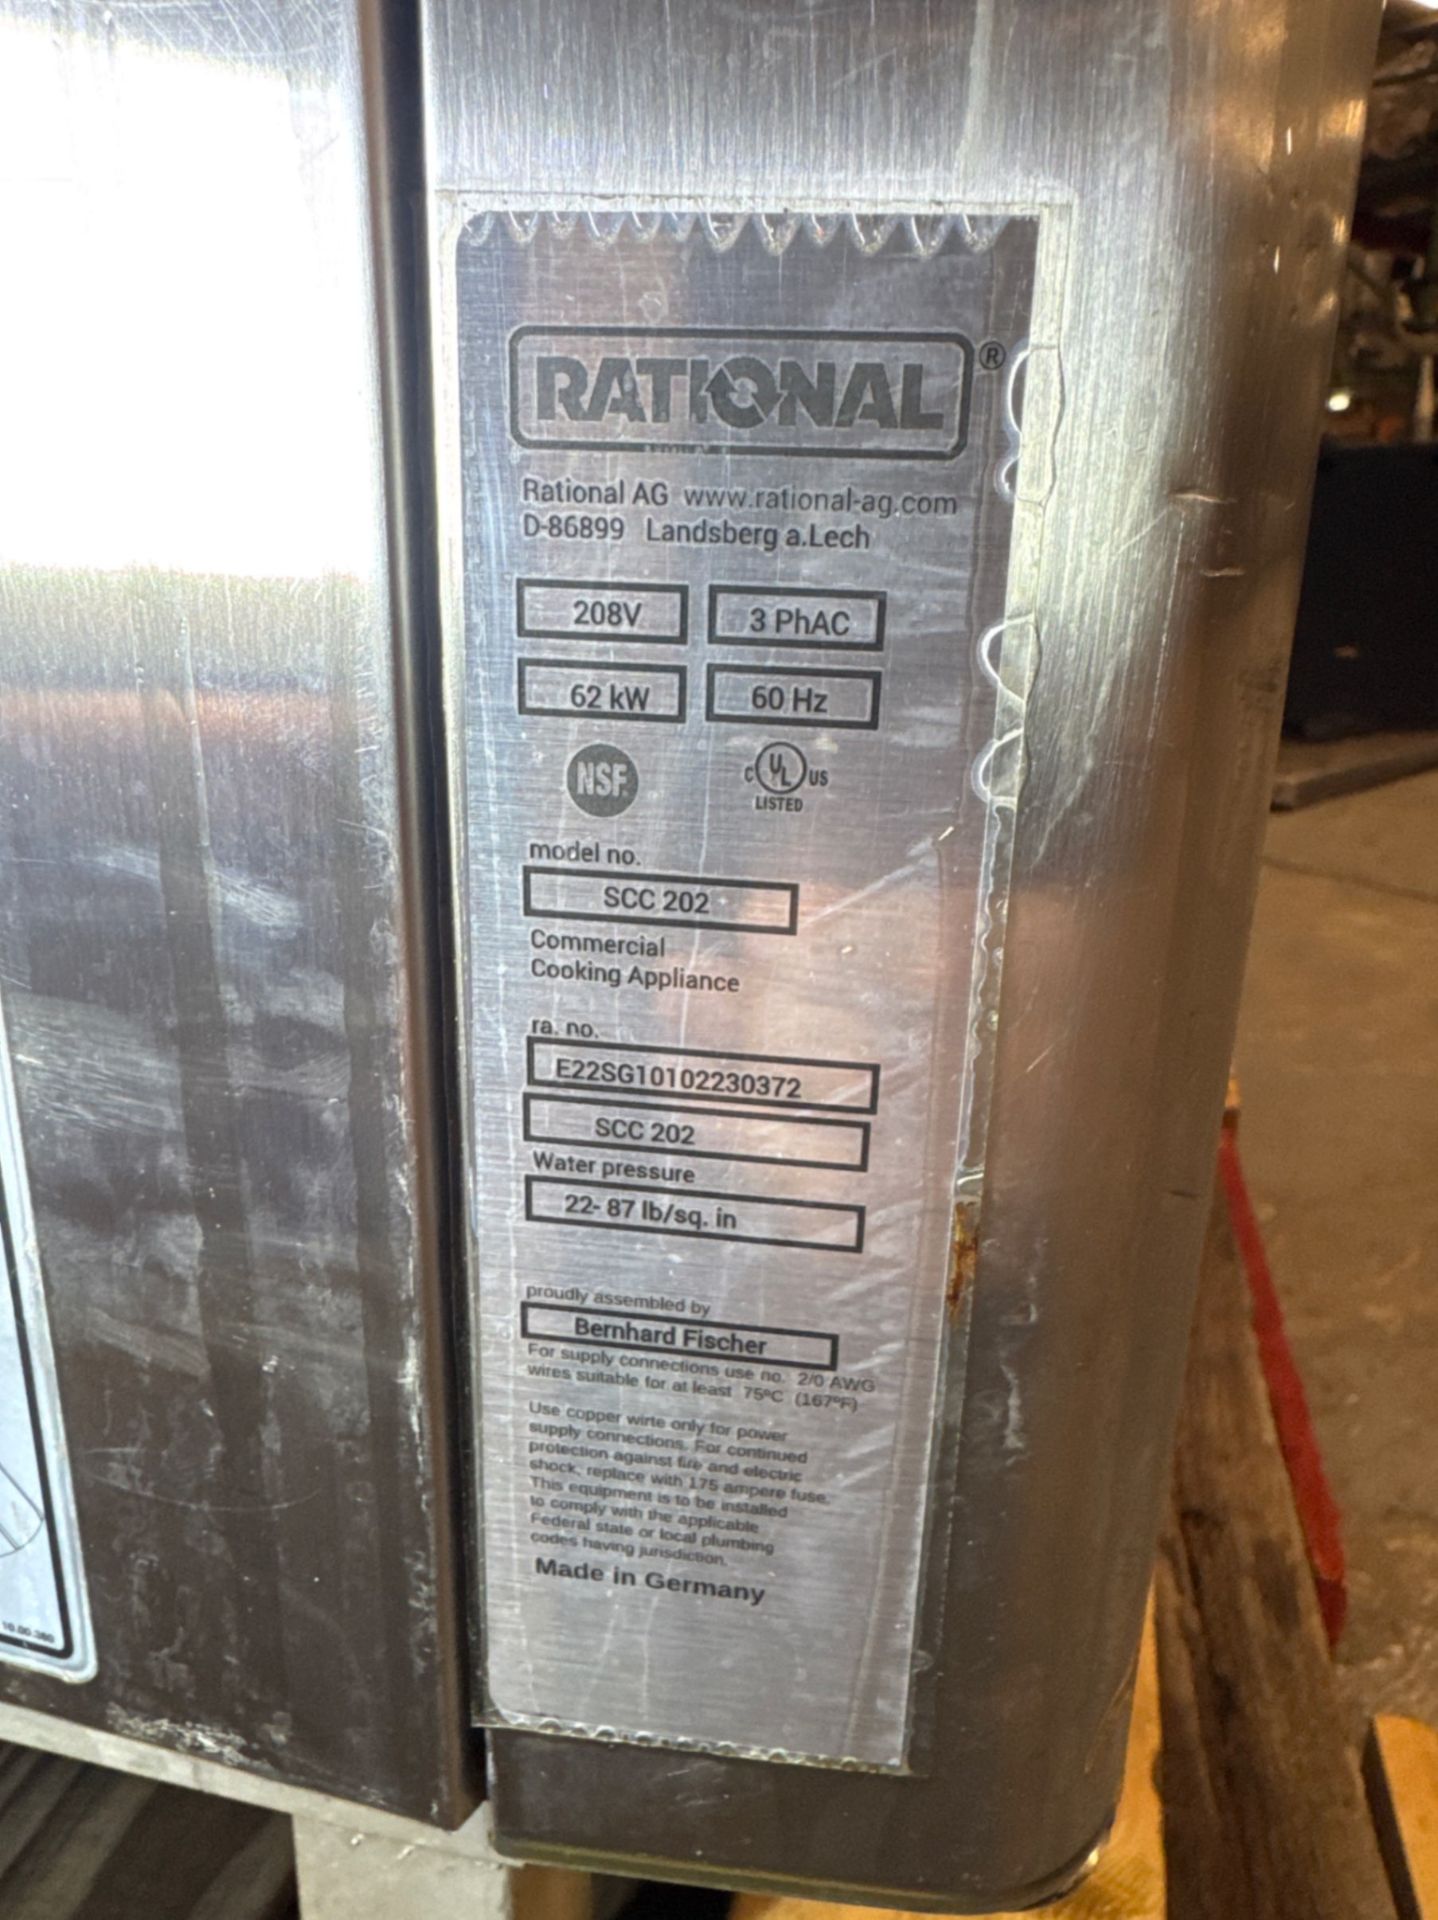 RATIONAL®
Rational AG www.rational-ag.com
D-86899 Landsberg a.Lech
208V 3 PhAC
62 kW 60 Hz
NSF. C UL US
LISTED
model no.
SCC 202
Commercial
Cooking Appliance
ra. no.
E22SG10102230372
SCC 202
Water pressure
22- 87 lb/sq. in
proudly assembled by
Bernhard Fischer
For supply connections use no. 2/0 AWG
wires suitable for at least 75°C (167°F)
Use copper wirte only for power
supply connections. For continued
protection against fire and electric
shock, replace with 175 ampere fuse.
This equipment is to be installed
to comply with the applicable
Federal state or local plumbing
codes having jurisdiction.
Made in Germany
10.00.360